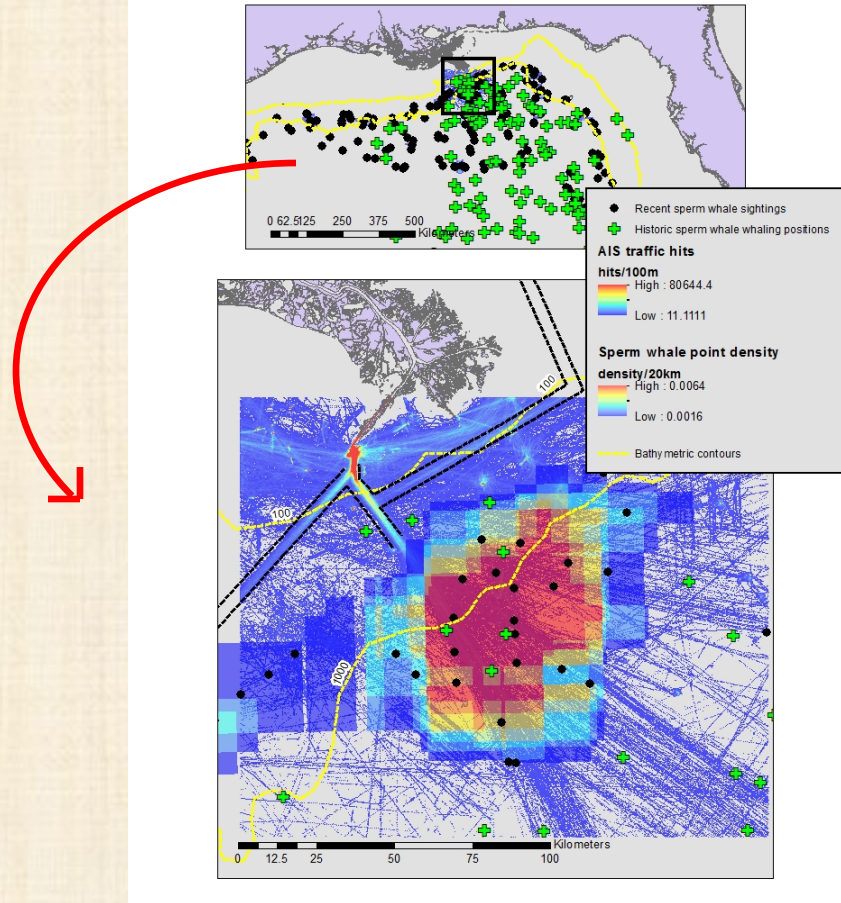 0 62.5125 250 375 500
Kilometers
Recent sperm whale sightings
Historic sperm whale whaling positions
AIS traffic hits
hits/100m
High : 80644.4
Low : 11.1111
Sperm whale point density
density/20km
High : 0.0064
Low : 0.0016
Bathymetric contours
100
100
1000
Kilometers
0 12.5 25 50 75 100